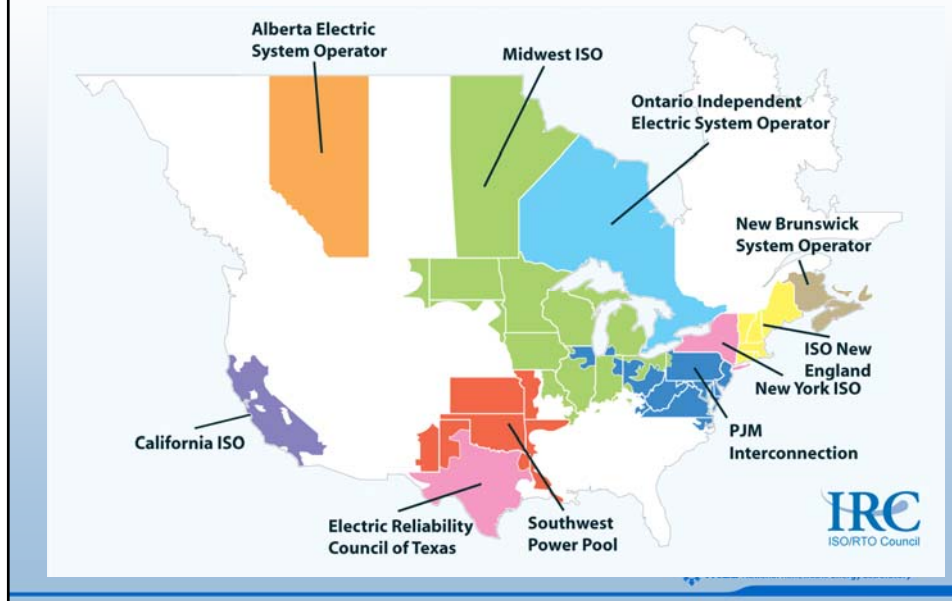 Alberta Electric
System Operator
Midwest ISO
Ontario Independent
Electric System Operator
New Brunswick
System Operator
ISO New
England
New York ISO
PJM
Interconnection
California ISO
Electric Reliability
Council of Texas
Southwest
Power Pool
IRC
ISO/RTO Council